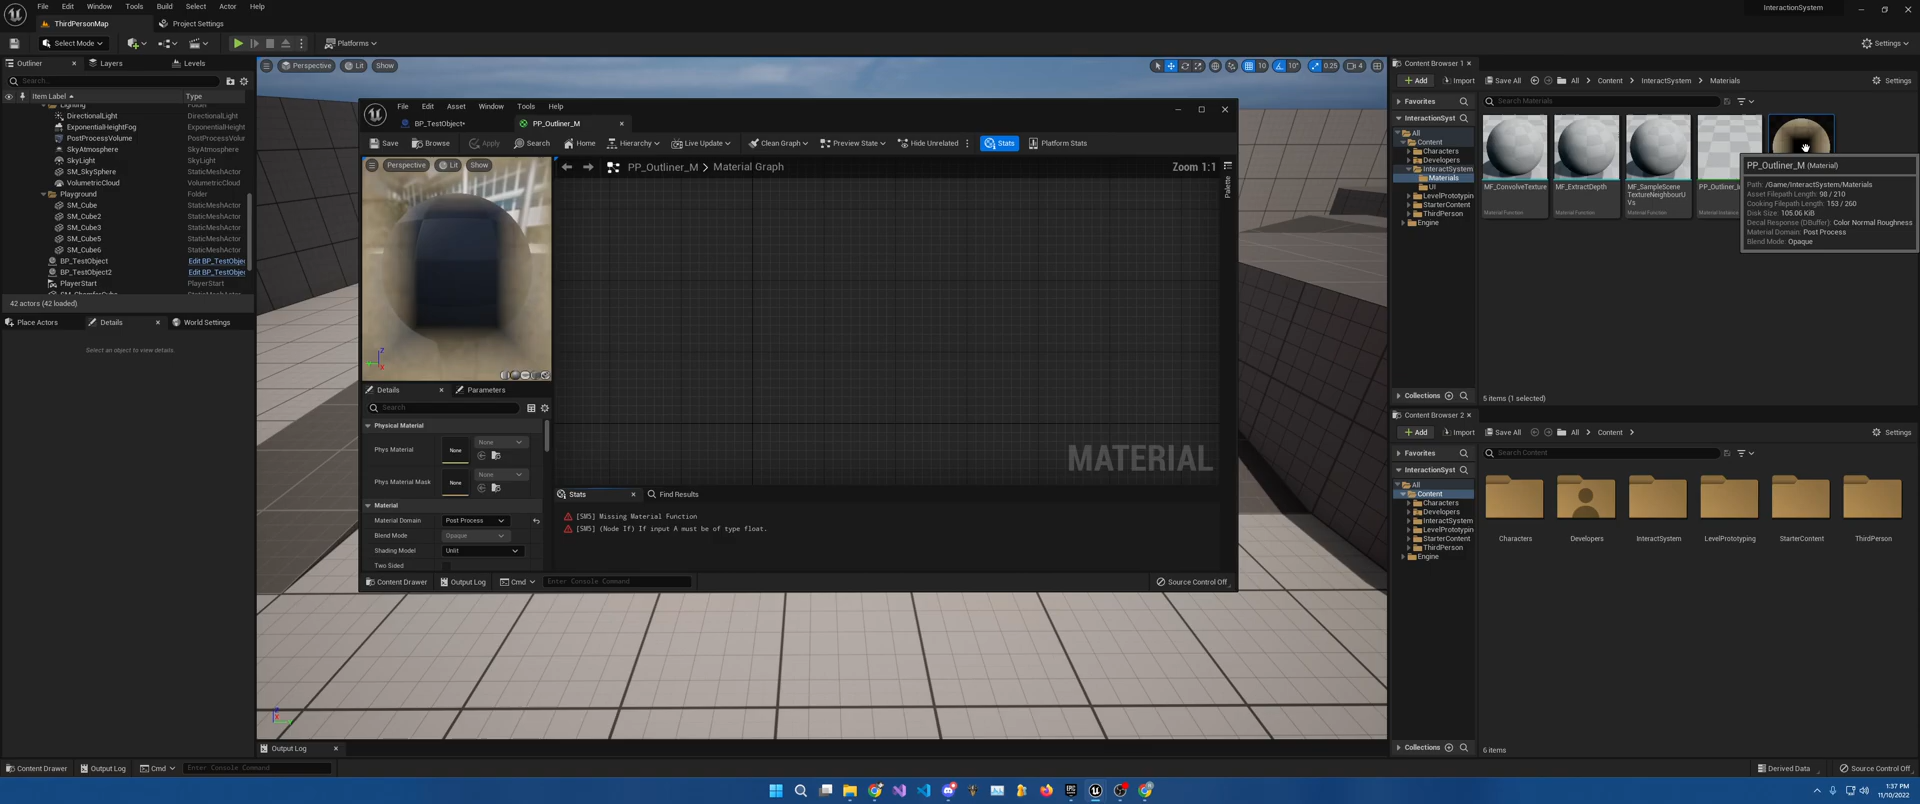 File Edit Window Tools Build Select Actor Help
InteractionSystem
ThirdPersonMap
Project Settings
Select Mode
Platforms
Settings
Outliner
Layers
Levels
Search...
Item Label
Type
Lighting
Folder
DirectionalLight DirectionalLight
ExponentialHeightFog ExponentialHeight
PostProcessVolume PostProcessVolum
SkyAtmosphere SkyAtmosphere
SkyLight SkyLight
SM_SkySphere StaticMeshActor
VolumetricCloud VolumetricCloud
Playground Folder
SM_Cube StaticMeshActor
SM_Cube2 StaticMeshActor
SM_Cube3 StaticMeshActor
SM_Cube5 StaticMeshActor
SM_Cube6 StaticMeshActor
BP_TestObject Edit BP_TestObjec
BP_TestObject2 Edit BP_TestObjec
PlayerStart PlayerStart
42 actors (42 loaded)
Place Actors
Details
World Settings
Select an object to view details.
Perspective Lit Show
10 10° 0.25 4
File Edit Asset Window Tools Help
BP_TestObject*
PP_Outliner_M
Save Browse Apply Search Home Hierarchy Live Update Clean Graph Preview State Hide Unrelated Stats Platform Stats
Perspective Lit Show
PP_Outliner_M > Material Graph
Zoom 1:1
Palette
MATERIAL
Details
Parameters
Search
Physical Material
Phys Material None None
Phys Material Mask None None
Material
Material Domain Post Process
Blend Mode Opaque
Shading Model Unlit
Two Sided
Stats
Find Results
[SM5] Missing Material Function
[SM5] (Node If) If input A must be of type float.
Content Drawer Output Log Cmd Enter Console Command
Source Control Off
Output Log
Content Drawer Output Log Cmd Enter Console Command
Derived Data
Source Control Off
Content Browser 1
Add Import Save All All Content InteractSystem Materials
Settings
Favorites
Search Materials
InteractionSyst
All
Content
Characters
Developers
InteractSystem
Materials
UI
LevelPrototypin
StarterContent
ThirdPerson
Engine
MF_ConvolveTexture
Material Function
MF_ExtractDepth
Material Function
MF_SampleScene
TextureNeighbourU
Vs
Material Function
Material Instance
PP_Outliner_M (Material)
Path: /Game/InteractSystem/Materials
Asset Filepath Length: 98 / 210
Cooking Filepath Length: 153 / 260
Disk Size: 105.06 KiB
Decal Response (DBuffer): Color Normal Roughness
Material Domain: Post Process
Blend Mode: Opaque
Collections
5 items (1 selected)
Content Browser 2
Add Import Save All All Content
Settings
Favorites
Search Content
InteractionSyst
All
Content
Characters
Developers
InteractSystem
LevelPrototypin
StarterContent
ThirdPerson
Engine
Characters
Developers
InteractSystem
LevelPrototyping
StarterContent
ThirdPerson
Collections
6 items
1:37 PM
11/10/2022